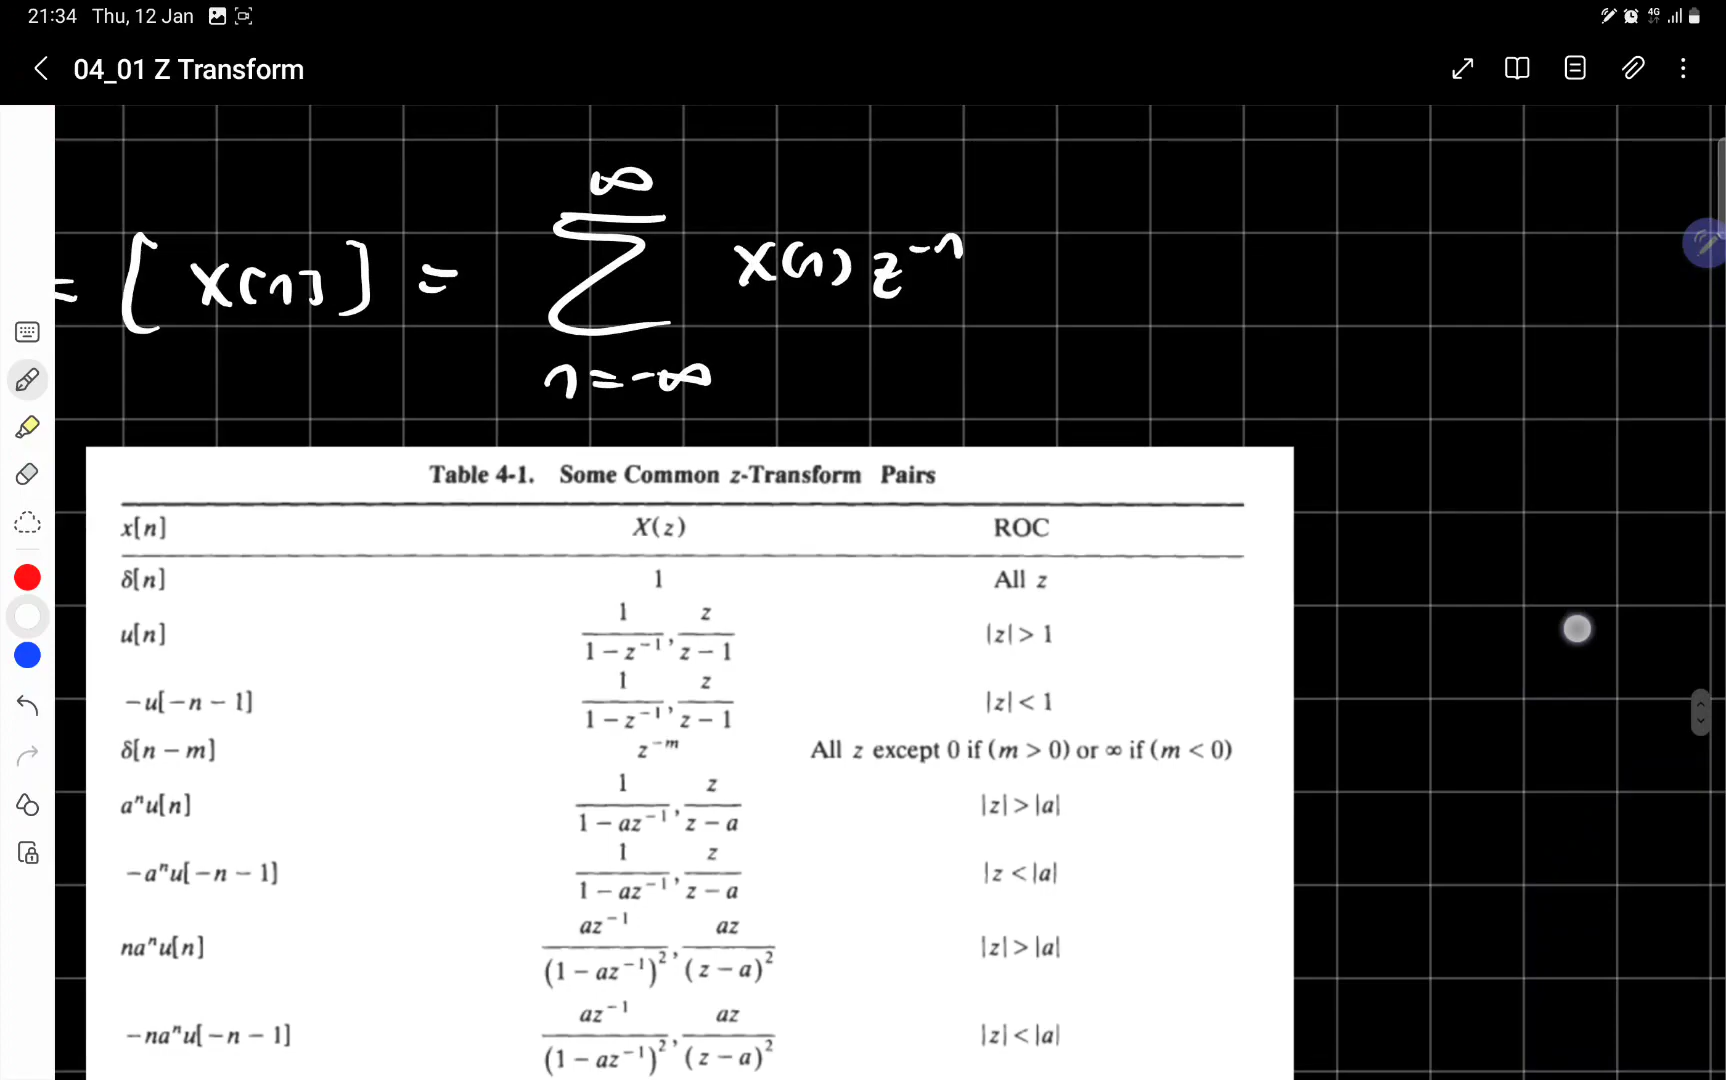 21:34 Thu, 12 Jan 4G
04_01 Z Transform
= [x[n]] = ∞ Σ n=-∞ x(n) z^-n
Table 4-1. Some Common z-Transform Pairs
x[n] X(z) ROC
δ[n] 1 All z
u[n] 1/(1 − z^−1), z/(z − 1) |z| > 1
−u[−n − 1] 1/(1 − z^−1), z/(z − 1) |z| < 1
δ[n − m] z^−m All z except 0 if (m > 0) or ∞ if (m < 0)
a^n u[n] 1/(1 − az^−1), z/(z − a) |z| > |a|
−a^n u[−n − 1] 1/(1 − az^−1), z/(z − a) |z < |a|
na^n u[n] az^−1/(1 − az^−1)^2, az/(z − a)^2 |z| > |a|
−na^n u[−n − 1] az^−1/(1 − az^−1)^2, az/(z − a)^2 |z| < |a|